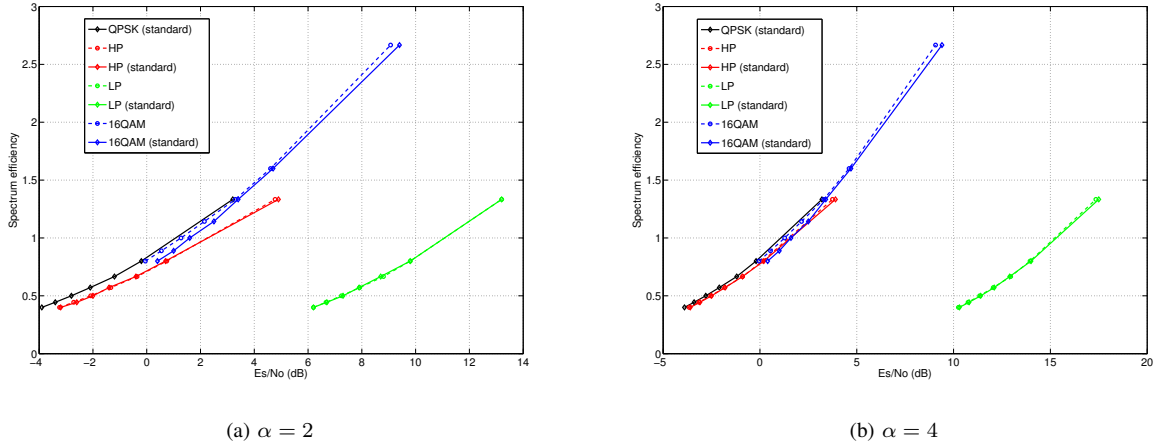 QPSK (standard)
HP
HP (standard)
LP
LP (standard)
16QAM
16QAM (standard)
Spectrum efficiency
3
2.5
2
1.5
1
0.5
0
−4
−2
0
2
4
6
8
10
12
14
Es/No (dB)
(a) α = 2
QPSK (standard)
HP
HP (standard)
LP
LP (standard)
16QAM
16QAM (standard)
Spectrum efficiency
3
2.5
2
1.5
1
0.5
0
−5
0
5
10
15
20
Es/No (dB)
(b) α = 4